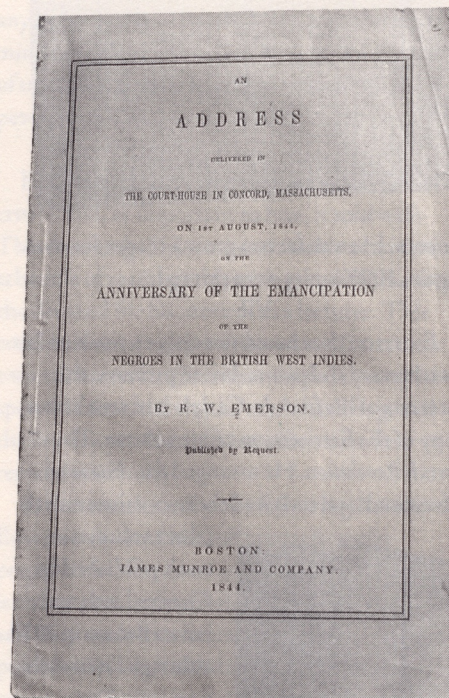 AN
ADDRESS
DELIVERED IN
THE COURT-HOUSE IN CONCORD, MASSACHUSETTS,
ON 1ST AUGUST, 1844,
ON THE
ANNIVERSARY OF THE EMANCIPATION
OF THE
NEGROES IN THE BRITISH WEST INDIES.
BY R. W. EMERSON.
Published by Request.
BOSTON:
JAMES MUNROE AND COMPANY.
1844.